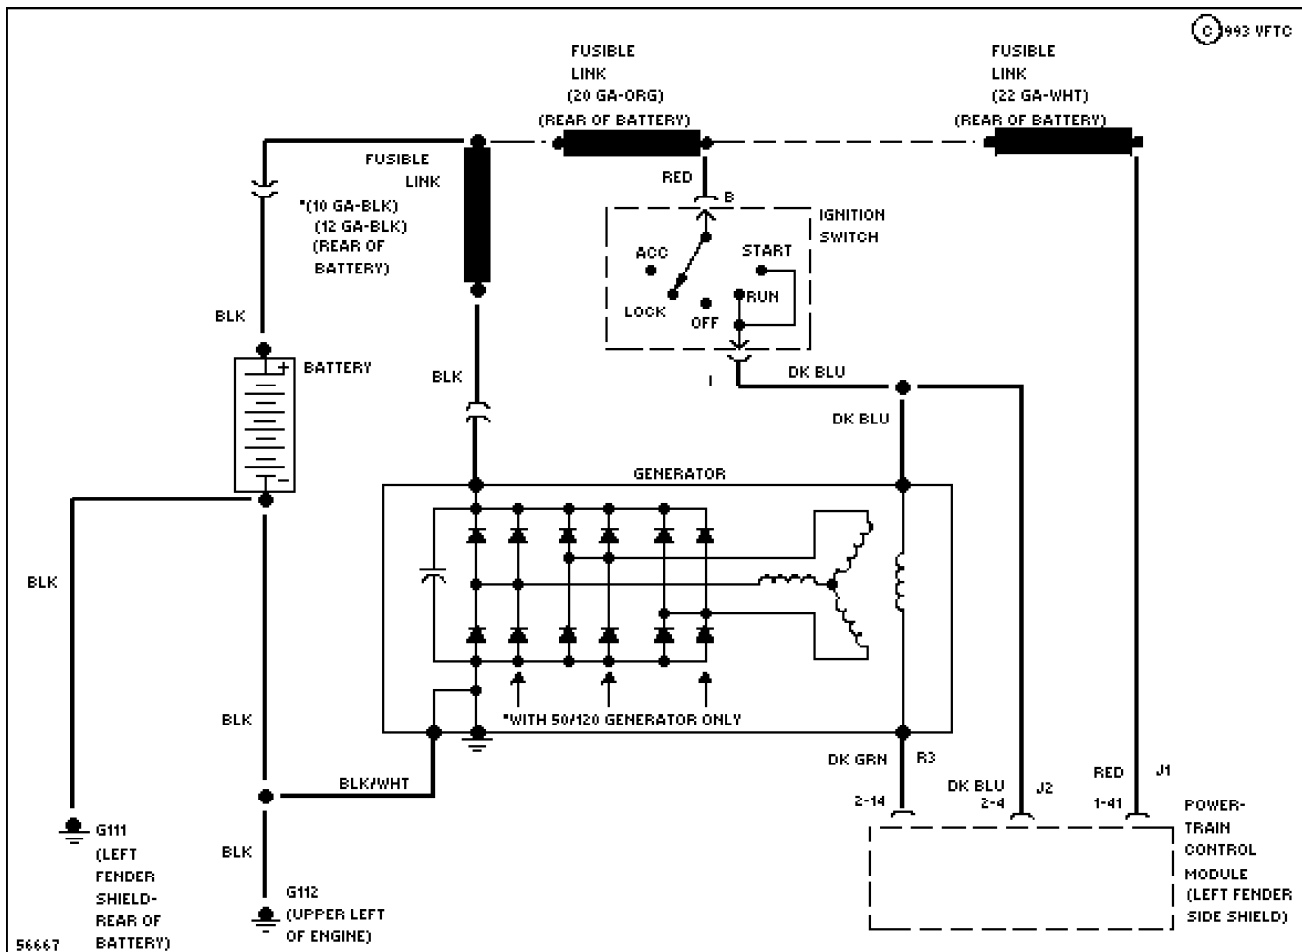 © 1993 VFTC
FUSIBLE
LINK
(20 GA-ORG)
(REAR OF BATTERY)
FUSIBLE
LINK
(22 GA-WHT)
(REAR OF BATTERY)
FUSIBLE
LINK
*(10 GA-BLK)
(12 GA-BLK)
(REAR OF
BATTERY)
RED
B
IGNITION
SWITCH
ACC
START
LOCK
OFF
RUN
BLK
+
BATTERY
-
BLK
I
DK BLU
DK BLU
GENERATOR
BLK
*WITH 50/120 GENERATOR ONLY
BLK
BLK/WHT
DK GRN
R3
2-14
DK BLU
2-4
J2
RED
J1
1-41
POWER-
TRAIN
CONTROL
MODULE
(LEFT FENDER
SIDE SHIELD)
G111
(LEFT
FENDER
SHIELD-
REAR OF
BATTERY)
BLK
G112
(UPPER LEFT
OF ENGINE)
56667